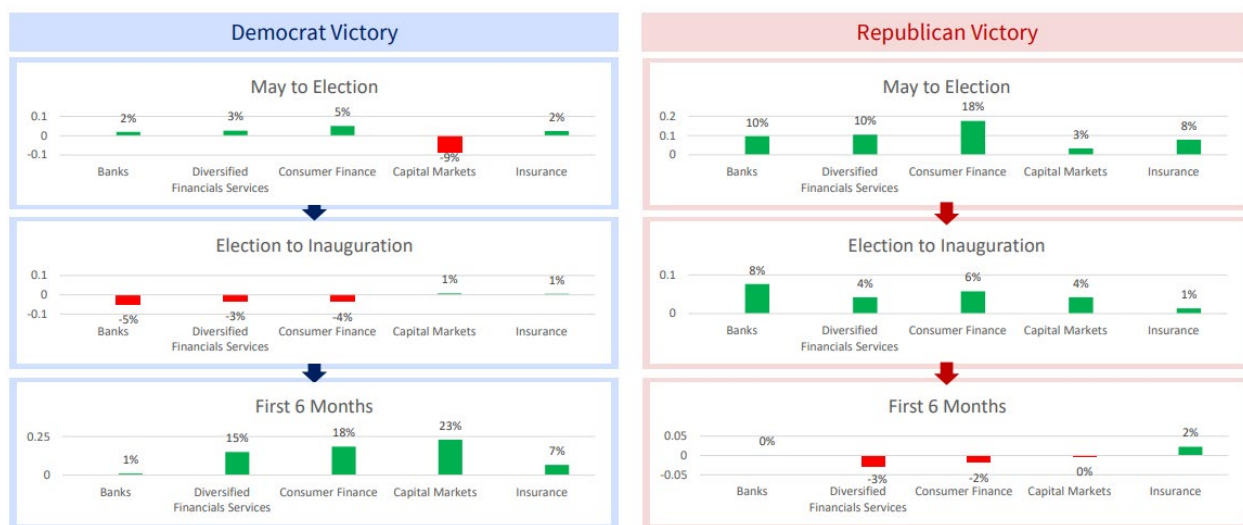 Democrat Victory
May to Election
0.1
0
-0.1
2%
3%
5%
-9%
2%
Banks
Diversified
Financials Services
Consumer Finance
Capital Markets
Insurance
Election to Inauguration
0.1
0
-0.1
-5%
-3%
-4%
1%
1%
Banks
Diversified
Financials Services
Consumer Finance
Capital Markets
Insurance
First 6 Months
0.25
0
1%
15%
18%
23%
7%
Banks
Diversified
Financials Services
Consumer Finance
Capital Markets
Insurance
Republican Victory
May to Election
0.2
0.1
0
10%
10%
18%
3%
8%
Banks
Diversified
Financials Services
Consumer Finance
Capital Markets
Insurance
Election to Inauguration
0.1
0
8%
4%
6%
4%
1%
Banks
Diversified
Financials Services
Consumer Finance
Capital Markets
Insurance
First 6 Months
0.05
0
-0.05
0%
-3%
-2%
0%
2%
Banks
Diversified
Financials Services
Consumer Finance
Capital Markets
Insurance